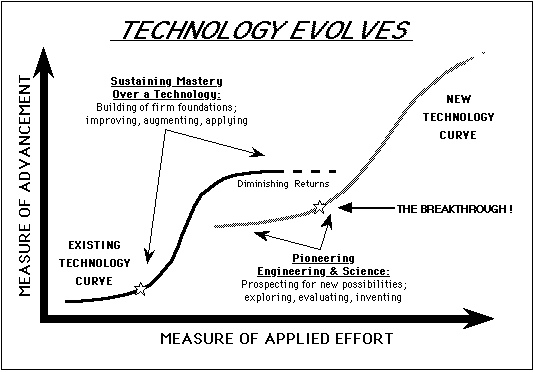 TECHNOLOGY EVOLVES
Sustaining Mastery
Over a Technology:
Building of firm foundations;
improving, augmenting, applying
NEW
TECHNOLOGY
CURVE
Diminishing Returns
THE BREAKTHROUGH !
EXISTING
TECHNOLOGY
CURVE
Pioneering
Engineering & Science:
Prospecting for new possibilities;
exploring, evaluating, inventing
MEASURE OF ADVANCEMENT
MEASURE OF APPLIED EFFORT